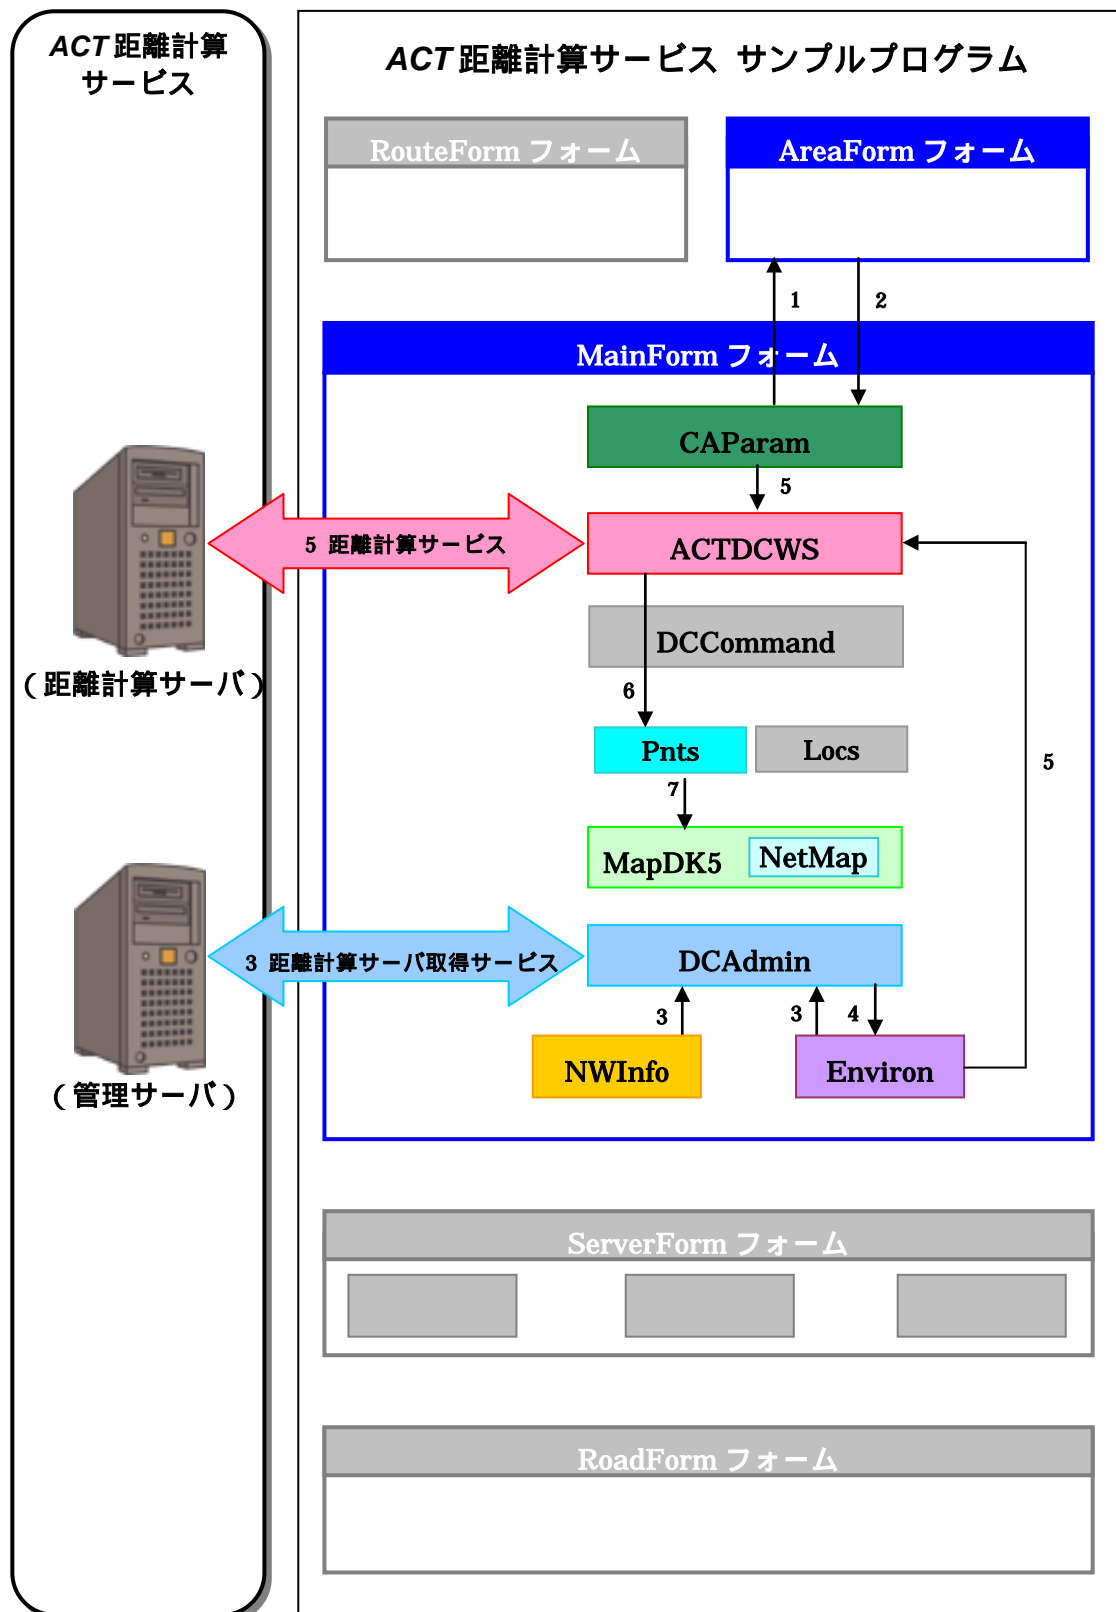 ACT 距離計算
サービス
ACT 距離計算サービス サンプルプログラム
RouteForm フォーム
AreaForm フォーム
1
2
MainForm フォーム
CAParam
5
5 距離計算サービス
ACTDCWS
DCCommand
(距離計算サーバ)
6
Pnts
Locs
5
7
MapDK5
NetMap
3 距離計算サーバ取得サービス
DCAdmin
3
3
4
NWInfo
Environ
(管理サーバ)
ServerForm フォーム
RoadForm フォーム